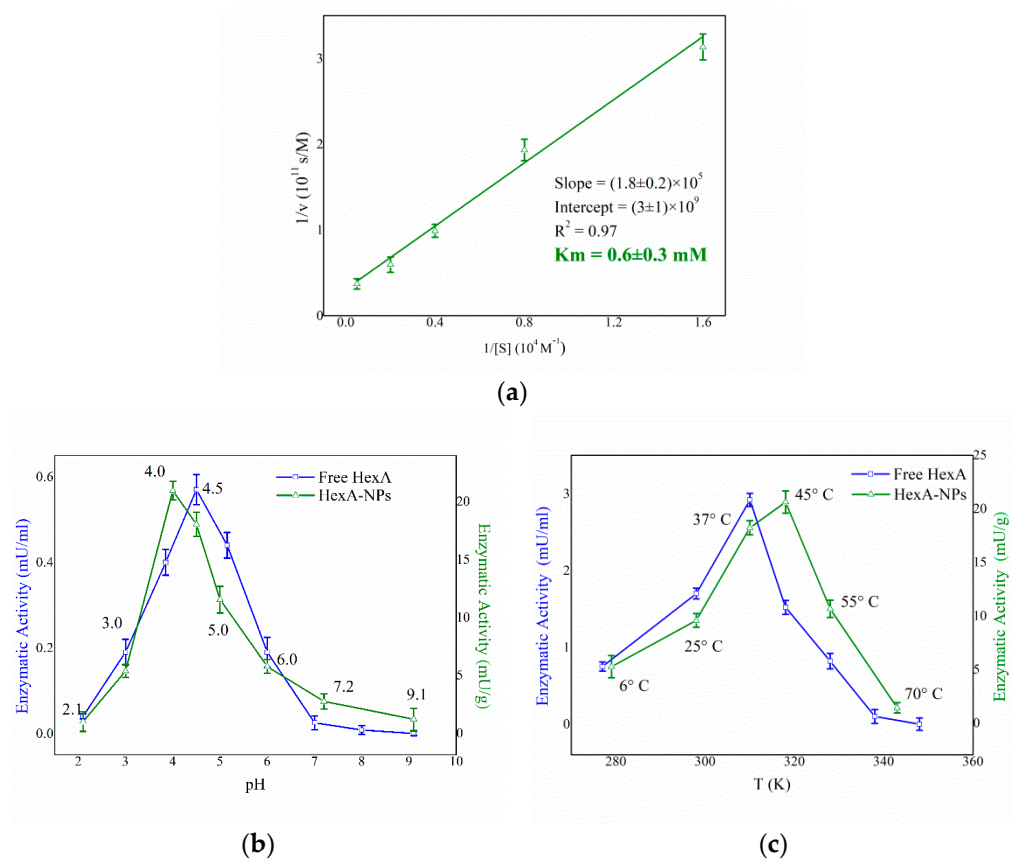 3
2
1
0
1/v (10¹¹ s/M)
Slope = (1.8±0.2)×10⁵
Intercept = (3±1)×10⁹
R² = 0.97
Km = 0.6±0.3 mM
0.0 0.4 0.8 1.2 1.6
1/[S] (10⁴ M⁻¹)
(a)
0.6
0.4
0.2
0.0
Enzymatic Activity (mU/ml)
4.0
4.5
3.0
5.0
6.0
2.1
7.2
9.1
Free HexA
HexA-NPs
20
15
10
5
0
Enzymatic Activity (mU/g)
2 3 4 5 6 7 8 9 10
pH
(b)
3
2
1
0
Enzymatic Activity (mU/ml)
37° C
45° C
55° C
25° C
6° C
70° C
Free HexA
HexA-NPs
25
20
15
10
5
0
Enzymatic Activity (mU/g)
280 300 320 340 360
T (K)
(c)